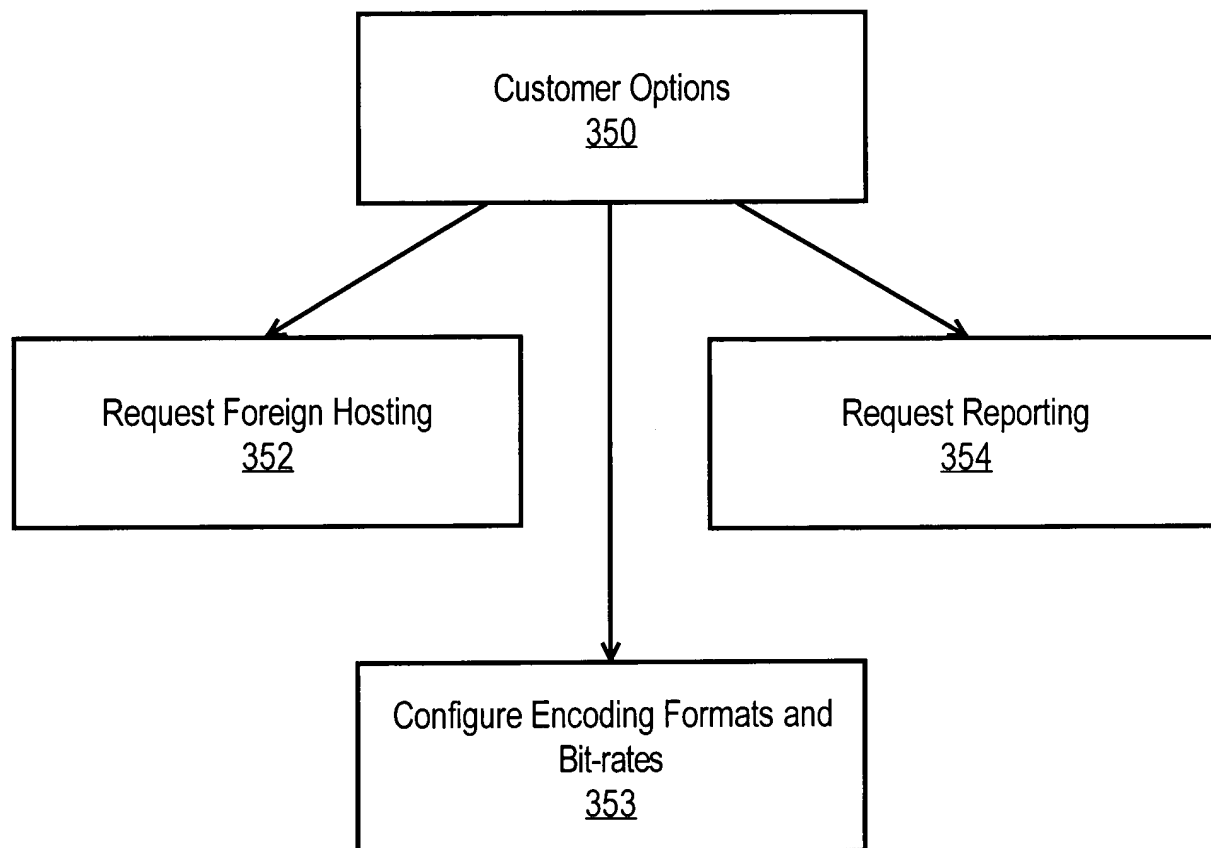 Customer Options
350
Request Foreign Hosting
352
Request Reporting
354
Configure Encoding Formats and
Bit-rates
353